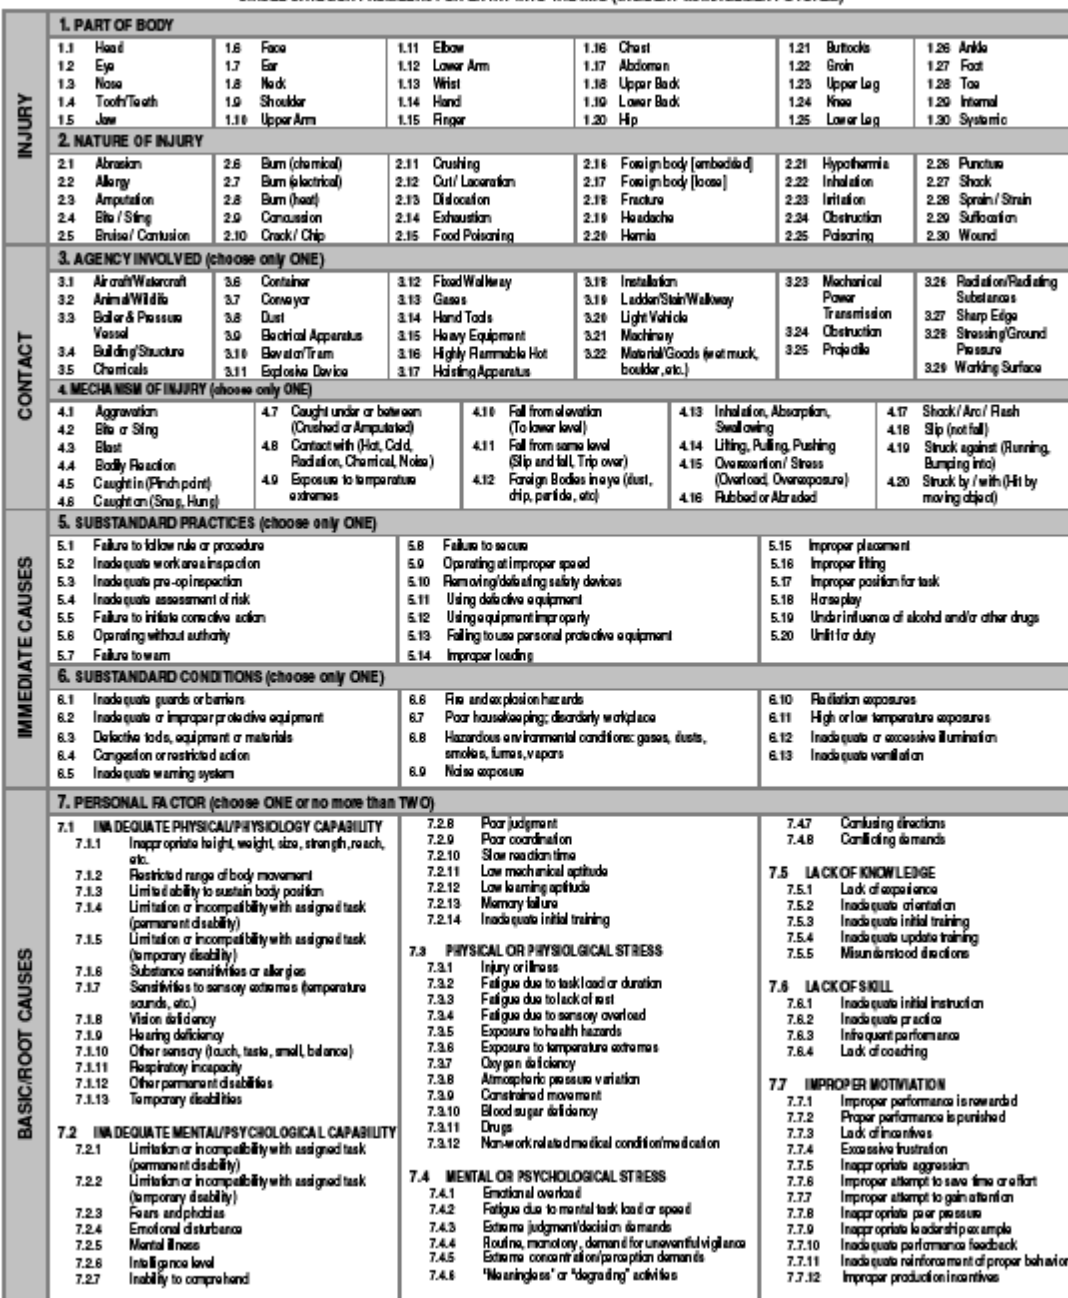 1. PART OF BODY
1.1 Head
1.2 Eye
1.3 Nose
1.4 Tooth/Teeth
1.5 Jaw
1.6 Face
1.7 Ear
1.8 Neck
1.9 Shoulder
1.10 Upper Arm
1.11 Elbow
1.12 Lower Arm
1.13 Wrist
1.14 Hand
1.15 Finger
1.16 Chest
1.17 Abdomen
1.18 Upper Back
1.19 Lower Back
1.20 Hip
1.21 Buttocks
1.22 Groin
1.23 Upper Leg
1.24 Knee
1.25 Lower Leg
1.26 Ankle
1.27 Foot
1.28 Toe
1.29 Internal
1.30 Systemic
INJURY
2. NATURE OF INJURY
2.1 Abrasion
2.2 Allergy
2.3 Amputation
2.4 Bite / Sting
2.5 Bruise / Contusion
2.6 Burn (chemical)
2.7 Burn (electrical)
2.8 Burn (heat)
2.9 Concussion
2.10 Crack / Chip
2.11 Crushing
2.12 Cut / Laceration
2.13 Dislocation
2.14 Exhaustion
2.15 Food Poisoning
2.16 Foreign body [embedded]
2.17 Foreign body [loose]
2.18 Fracture
2.19 Headache
2.20 Hernia
2.21 Hypothermia
2.22 Inhalation
2.23 Irritation
2.24 Obstruction
2.25 Poisoning
2.26 Puncture
2.27 Shock
2.28 Sprain / Strain
2.29 Suffocation
2.30 Wound
CONTACT
3. AGENCY INVOLVED (choose only ONE)
3.1 Aircraft/Watercraft
3.2 Animal/Wildlife
3.3 Boiler & Pressure
Vessel
3.4 Building/Structure
3.5 Chemicals
3.6 Container
3.7 Conveyor
3.8 Dust
3.9 Electrical Apparatus
3.10 Elevator/Tram
3.11 Explosive Device
3.12 Fixed Walkway
3.13 Gases
3.14 Hand Tools
3.15 Heavy Equipment
3.16 Highly Flammable Hot
3.17 Hoisting Apparatus
3.18 Installation
3.19 Ladder/Stair/Walkway
3.20 Light Vehicle
3.21 Machinery
3.22 Material/Goods (wet muck,
boulder, etc.)
3.23 Mechanical
Power
Transmission
3.24 Obstruction
3.25 Projectile
3.26 Radiation/Radiating
Substances
3.27 Sharp Edge
3.28 Stressing/Ground
Pressure
3.29 Working Surface
4. MECHANISM OF INJURY (choose only ONE)
4.1 Aggravation
4.2 Bite or Sting
4.3 Blast
4.4 Bodily Reaction
4.5 Caught in (Pinch point)
4.6 Caught on (Snag, Hung)
4.7 Caught under or between
(Crushed or Amputated)
4.8 Contact with (Hot, Cold,
Radiation, Chemical, Noise)
4.9 Exposure to temperature
extremes
4.10 Fall from elevation
(To lower level)
4.11 Fall from same level
(Slip and fall, Trip over)
4.12 Foreign Bodies in eye (dust,
chip, particle, etc)
4.13 Inhalation, Absorption,
Swallowing
4.14 Lifting, Pulling, Pushing
4.15 Overexertion / Stress
(Overload, Overexposure)
4.16 Rubbed or Abraded
4.17 Shock / Arc / Flash
4.18 Slip (not fall)
4.19 Struck against (Running,
Bumping into)
4.20 Struck by / with (Hit by
moving object)
IMMEDIATE CAUSES
5. SUBSTANDARD PRACTICES (choose only ONE)
5.1 Failure to follow rule or procedure
5.2 Inadequate work area inspection
5.3 Inadequate pre-op inspection
5.4 Inadequate assessment of risk
5.5 Failure to initiate corrective action
5.6 Operating without authority
5.7 Failure to warn
5.8 Failure to secure
5.9 Operating at improper speed
5.10 Removing/defeating safety devices
5.11 Using defective equipment
5.12 Using equipment improperly
5.13 Failing to use personal protective equipment
5.14 Improper loading
5.15 Improper placement
5.16 Improper lifting
5.17 Improper position for task
5.18 Horseplay
5.19 Under influence of alcohol and/or other drugs
5.20 Unfit for duty
6. SUBSTANDARD CONDITIONS (choose only ONE)
6.1 Inadequate guards or barriers
6.2 Inadequate or improper protective equipment
6.3 Defective tools, equipment or materials
6.4 Congestion or restricted action
6.5 Inadequate warning system
6.6 Fire and explosion hazards
6.7 Poor housekeeping; disorderly workplace
6.8 Hazardous environmental conditions: gases, dusts,
smokes, fumes, vapors
6.9 Noise exposure
6.10 Radiation exposures
6.11 High or low temperature exposures
6.12 Inadequate or excessive illumination
6.13 Inadequate ventilation
BASIC/ROOT CAUSES
7. PERSONAL FACTOR (choose ONE or no more than TWO)
7.1 INADEQUATE PHYSICAL/PHYSIOLOGY CAPABILITY
7.1.1 Inappropriate height, weight, size, strength, reach,
etc.
7.1.2 Restricted range of body movement
7.1.3 Limited ability to sustain body position
7.1.4 Limitation or incompatibility with assigned task
(permanent disability)
7.1.5 Limitation or incompatibility with assigned task
(temporary disability)
7.1.6 Substance sensitivities or allergies
7.1.7 Sensitivities to sensory extremes (temperature
sounds, etc.)
7.1.8 Vision deficiency
7.1.9 Hearing deficiency
7.1.10 Other sensory (touch, taste, smell, balance)
7.1.11 Respiratory incapacity
7.1.12 Other permanent disabilities
7.1.13 Temporary disabilities
7.2 INADEQUATE MENTAL/PSYCHOLOGICAL CAPABILITY
7.2.1 Limitation or incompatibility with assigned task
(permanent disability)
7.2.2 Limitation or incompatibility with assigned task
(temporary disability)
7.2.3 Fears and phobias
7.2.4 Emotional disturbance
7.2.5 Mental illness
7.2.6 Intelligence level
7.2.7 Inability to comprehend
7.2.8 Poor judgment
7.2.9 Poor coordination
7.2.10 Slow reaction time
7.2.11 Low mechanical aptitude
7.2.12 Low learning aptitude
7.2.13 Memory failure
7.2.14 Inadequate initial training
7.3 PHYSICAL OR PHYSIOLGICAL STRESS
7.3.1 Injury or illness
7.3.2 Fatigue due to task load or duration
7.3.3 Fatigue due to lack of rest
7.3.4 Fatigue due to sensory overload
7.3.5 Exposure to health hazards
7.3.6 Exposure to temperature extremes
7.3.7 Oxygen deficiency
7.3.8 Atmospheric pressure variation
7.3.9 Constrained movement
7.3.10 Blood sugar deficiency
7.3.11 Drugs
7.3.12 Non-work related medical condition/medication
7.4 MENTAL OR PSYCHOLOGICAL STRESS
7.4.1 Emotional overload
7.4.2 Fatigue due to mental task load or speed
7.4.3 Extreme judgment/decision demands
7.4.4 Routine, monotony, demand for uneventful vigilance
7.4.5 Extreme concentration/perception demands
7.4.6 "Meaningless" or "degrading" activities
7.4.7 Confusing directions
7.4.8 Conflicting demands
7.5 LACK OF KNOWLEDGE
7.5.1 Lack of experience
7.5.2 Inadequate orientation
7.5.3 Inadequate initial training
7.5.4 Inadequate update training
7.5.5 Misunderstood directions
7.6 LACK OF SKILL
7.6.1 Inadequate initial instruction
7.6.2 Inadequate practice
7.6.3 Infrequent performance
7.6.4 Lack of coaching
7.7 IMPROPER MOTIVIATION
7.7.1 Improper performance is rewarded
7.7.2 Proper performance is punished
7.7.3 Lack of incentives
7.7.4 Excessive frustration
7.7.5 Inappropriate aggression
7.7.6 Improper attempt to save time or effort
7.7.7 Improper attempt to gain attention
7.7.8 Inappropriate peer pressure
7.7.9 Inappropriate leadership example
7.7.10 Inadequate performance feedback
7.7.11 Inadequate reinforcement of proper behavior
7.7.12 Improper production incentives